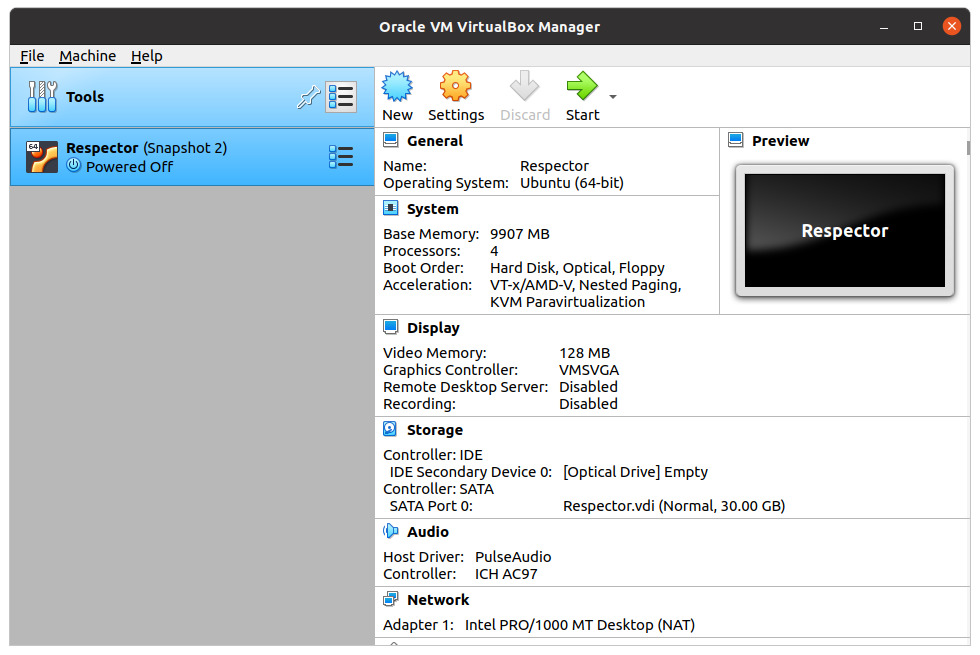 Oracle VM VirtualBox Manager
File Machine Help
Tools
64
Respector (Snapshot 2)
Powered Off
New Settings Discard Start
General
Name: Respector
Operating System: Ubuntu (64-bit)
Preview
Respector
System
Base Memory: 9907 MB
Processors: 4
Boot Order: Hard Disk, Optical, Floppy
Acceleration: VT-x/AMD-V, Nested Paging,
KVM Paravirtualization
Display
Video Memory: 128 MB
Graphics Controller: VMSVGA
Remote Desktop Server: Disabled
Recording: Disabled
Storage
Controller: IDE
IDE Secondary Device 0: [Optical Drive] Empty
Controller: SATA
SATA Port 0: Respector.vdi (Normal, 30.00 GB)
Audio
Host Driver: PulseAudio
Controller: ICH AC97
Network
Adapter 1: Intel PRO/1000 MT Desktop (NAT)